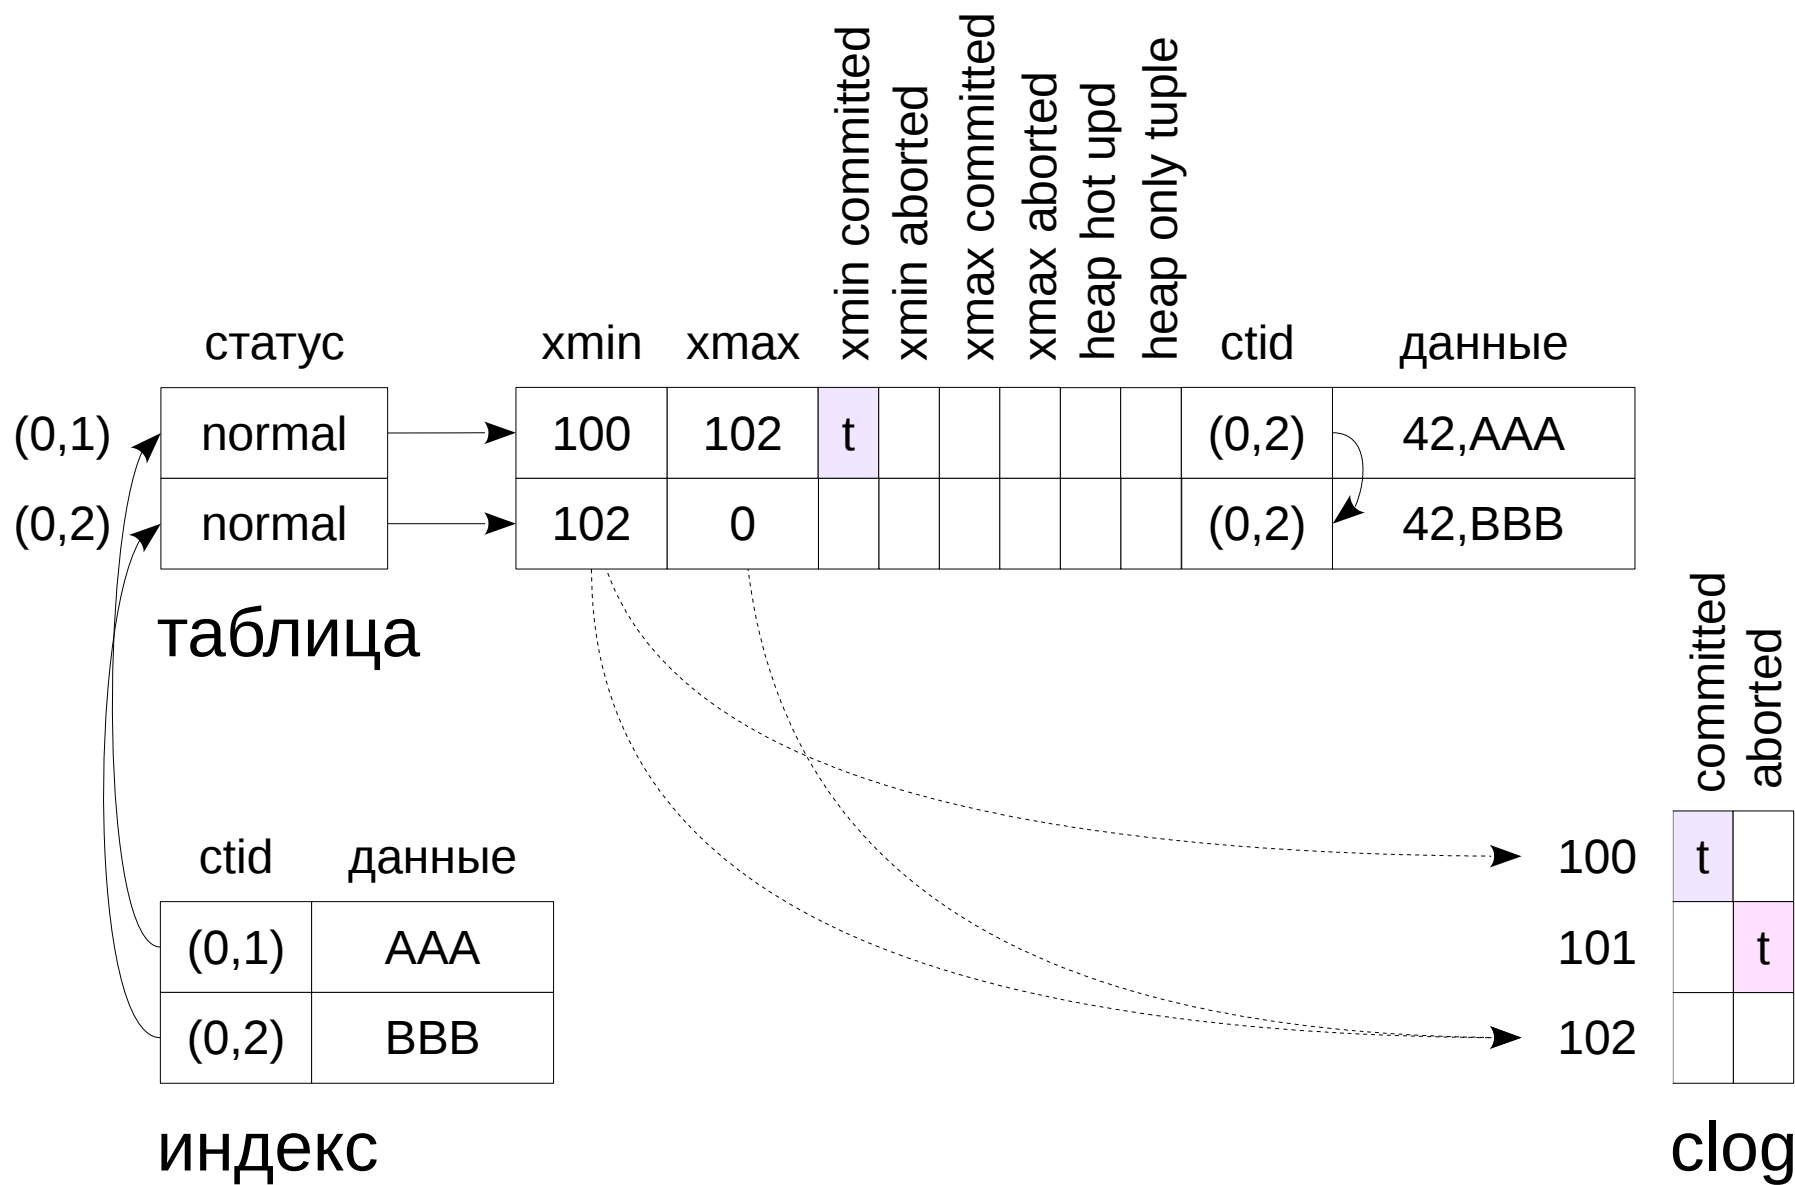 xmin committed
xmin aborted
xmax committed
xmax aborted
heap hot upd
heap only tuple
статус xmin xmax ctid данные
(0,1) normal 100 102 t (0,2) 42,AAA
(0,2) normal 102 0 (0,2) 42,BBB
таблица
committed
aborted
ctid данные
100 t
(0,1) AAA
101 t
(0,2) BBB
102
индекс
clog